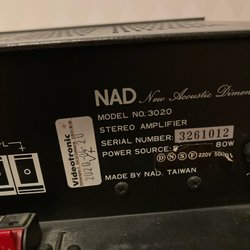 NAD New Acoustic Dimen
MODEL NO. 3020
STEREO AMPLIFIER
SERIAL NUMBER: 3261012
POWER SOURCE: 80W
D N S F 220V 50H
MADE BY NAD. TAIWAN
Videotronic
L